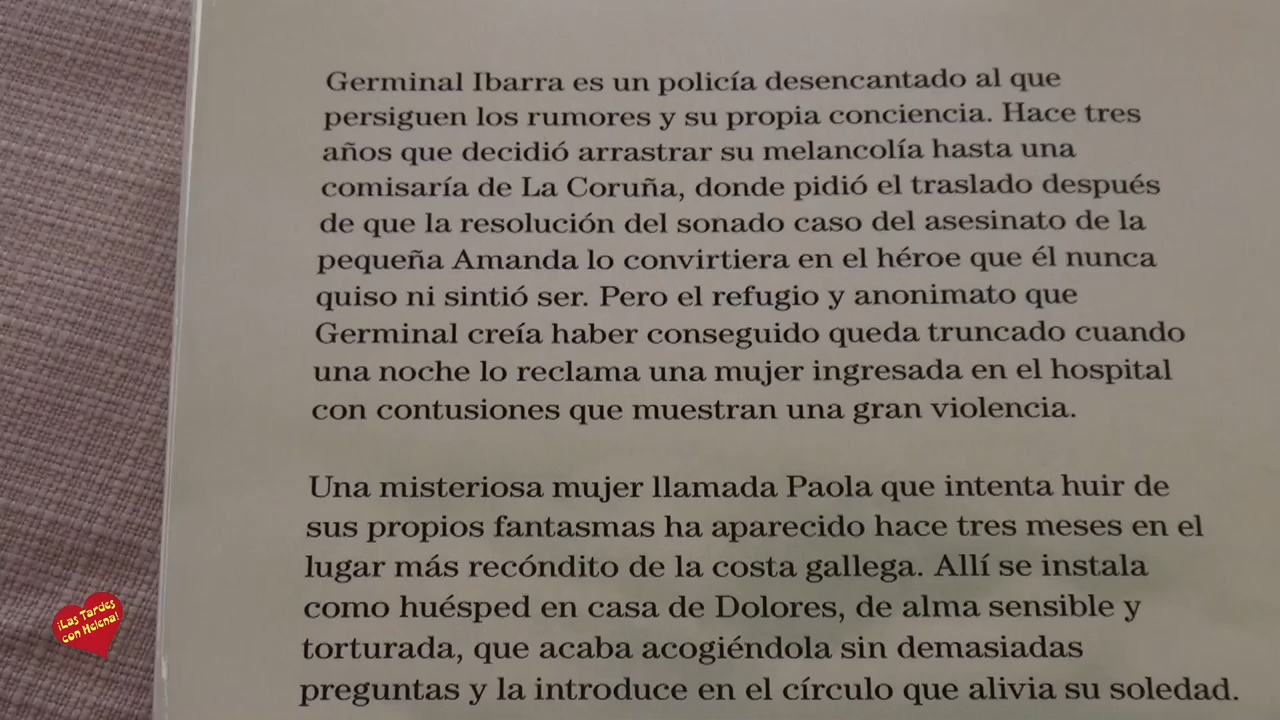 Germinal Ibarra es un policía desencantado al que
persiguen los rumores y su propia conciencia. Hace tres
años que decidió arrastrar su melancolía hasta una
comisaría de La Coruña, donde pidió el traslado después
de que la resolución del sonado caso del asesinato de la
pequeña Amanda lo convirtiera en el héroe que él nunca
quiso ni sintió ser. Pero el refugio y anonimato que
Germinal creía haber conseguido queda truncado cuando
una noche lo reclama una mujer ingresada en el hospital
con contusiones que muestran una gran violencia.
Una misteriosa mujer llamada Paola que intenta huir de
sus propios fantasmas ha aparecido hace tres meses en el
lugar más recóndito de la costa gallega. Allí se instala
como huésped en casa de Dolores, de alma sensible y
torturada, que acaba acogiéndola sin demasiadas
preguntas y la introduce en el círculo que alivia su soledad.
¡Las Tardes
con Helena!